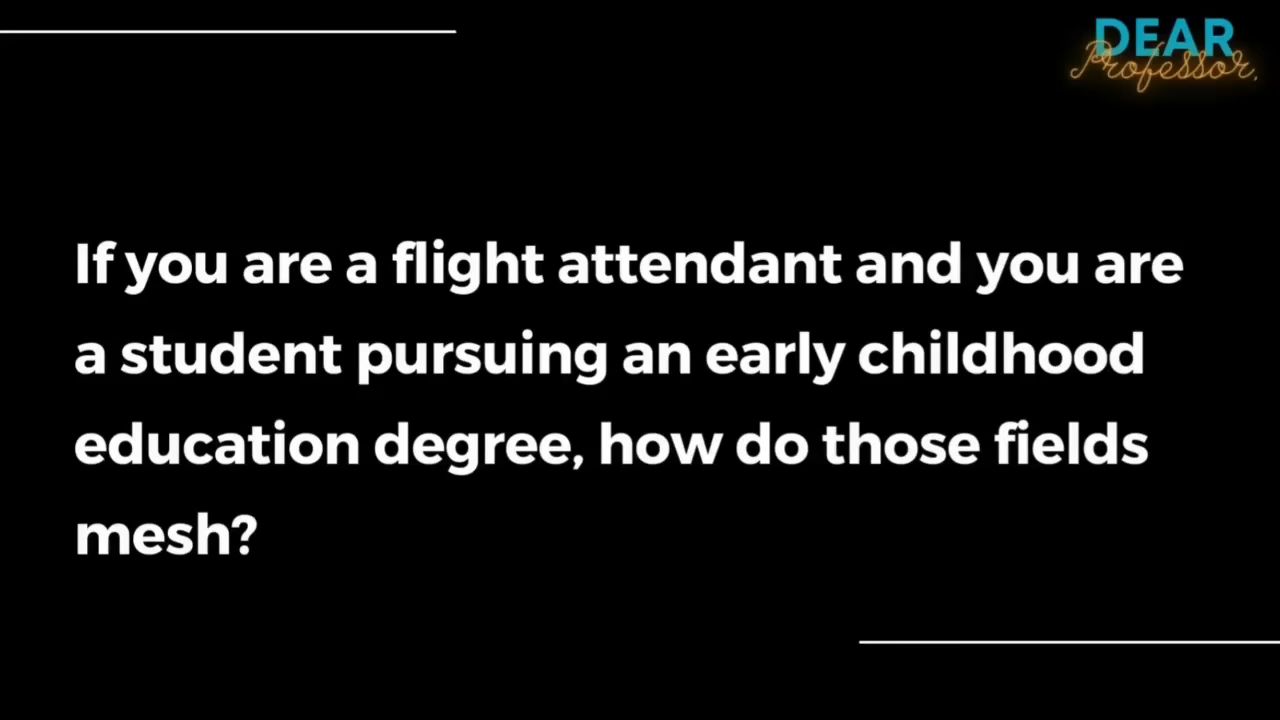 DEAR
Professor,
If you are a flight attendant and you are
a student pursuing an early childhood
education degree, how do those fields
mesh?